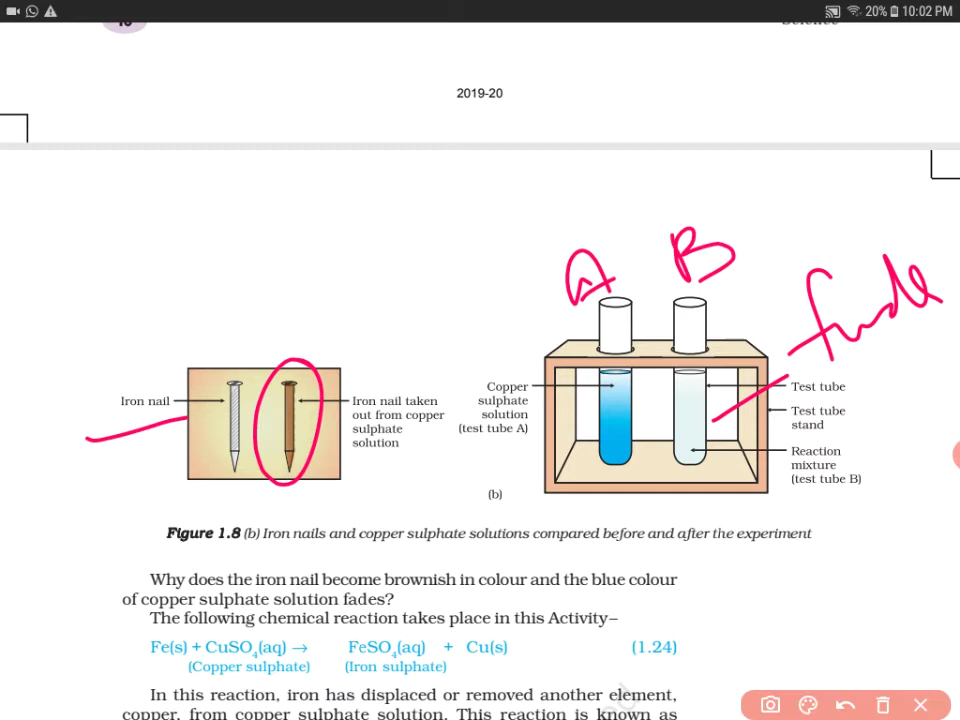 20% 10:02 PM
2019-20
A B
Iron nail
Iron nail taken
out from copper
sulphate
solution
Copper
sulphate
solution
(test tube A)
Test tube
Test tube
stand
Reaction
mixture
(test tube B)
(b)
Figure 1.8 (b) Iron nails and copper sulphate solutions compared before and after the experiment
Why does the iron nail become brownish in colour and the blue colour
of copper sulphate solution fades?
The following chemical reaction takes place in this Activity–
Fe(s) + CuSO₄(aq) → FeSO₄(aq) + Cu(s) (1.24)
(Copper sulphate) (Iron sulphate)
In this reaction, iron has displaced or removed another element,
copper, from copper sulphate solution. This reaction is known as